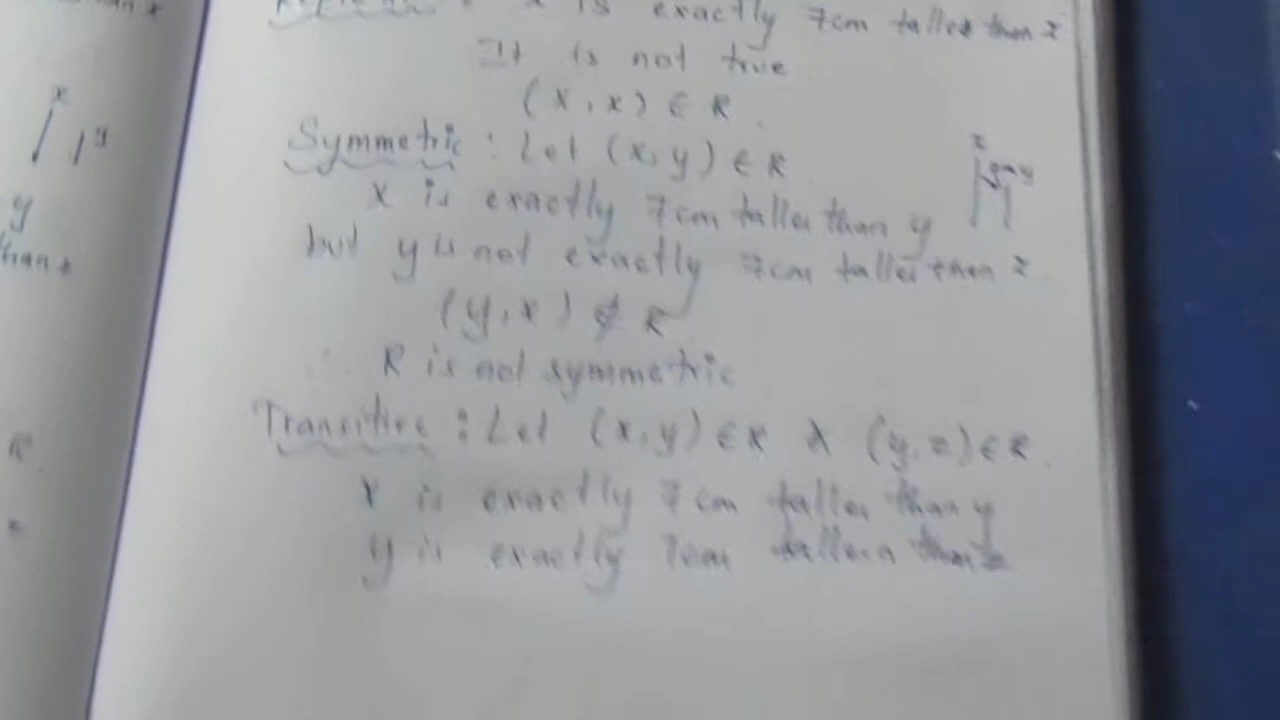 x is exactly 7cm taller than z
It is not true
(x, x) ∈ R.
Symmetric : Let (x, y) ∈ R
x is exactly 7cm taller than y
but y is not exactly 7cm taller then z
(y, x) ∉ R
∴ R is not symmetric
Transitive : Let (x, y) ∈ R & (y, z) ∈ R.
x is exactly 7cm taller than y
y is exactly 7cm than z
x
y
y
than z
R